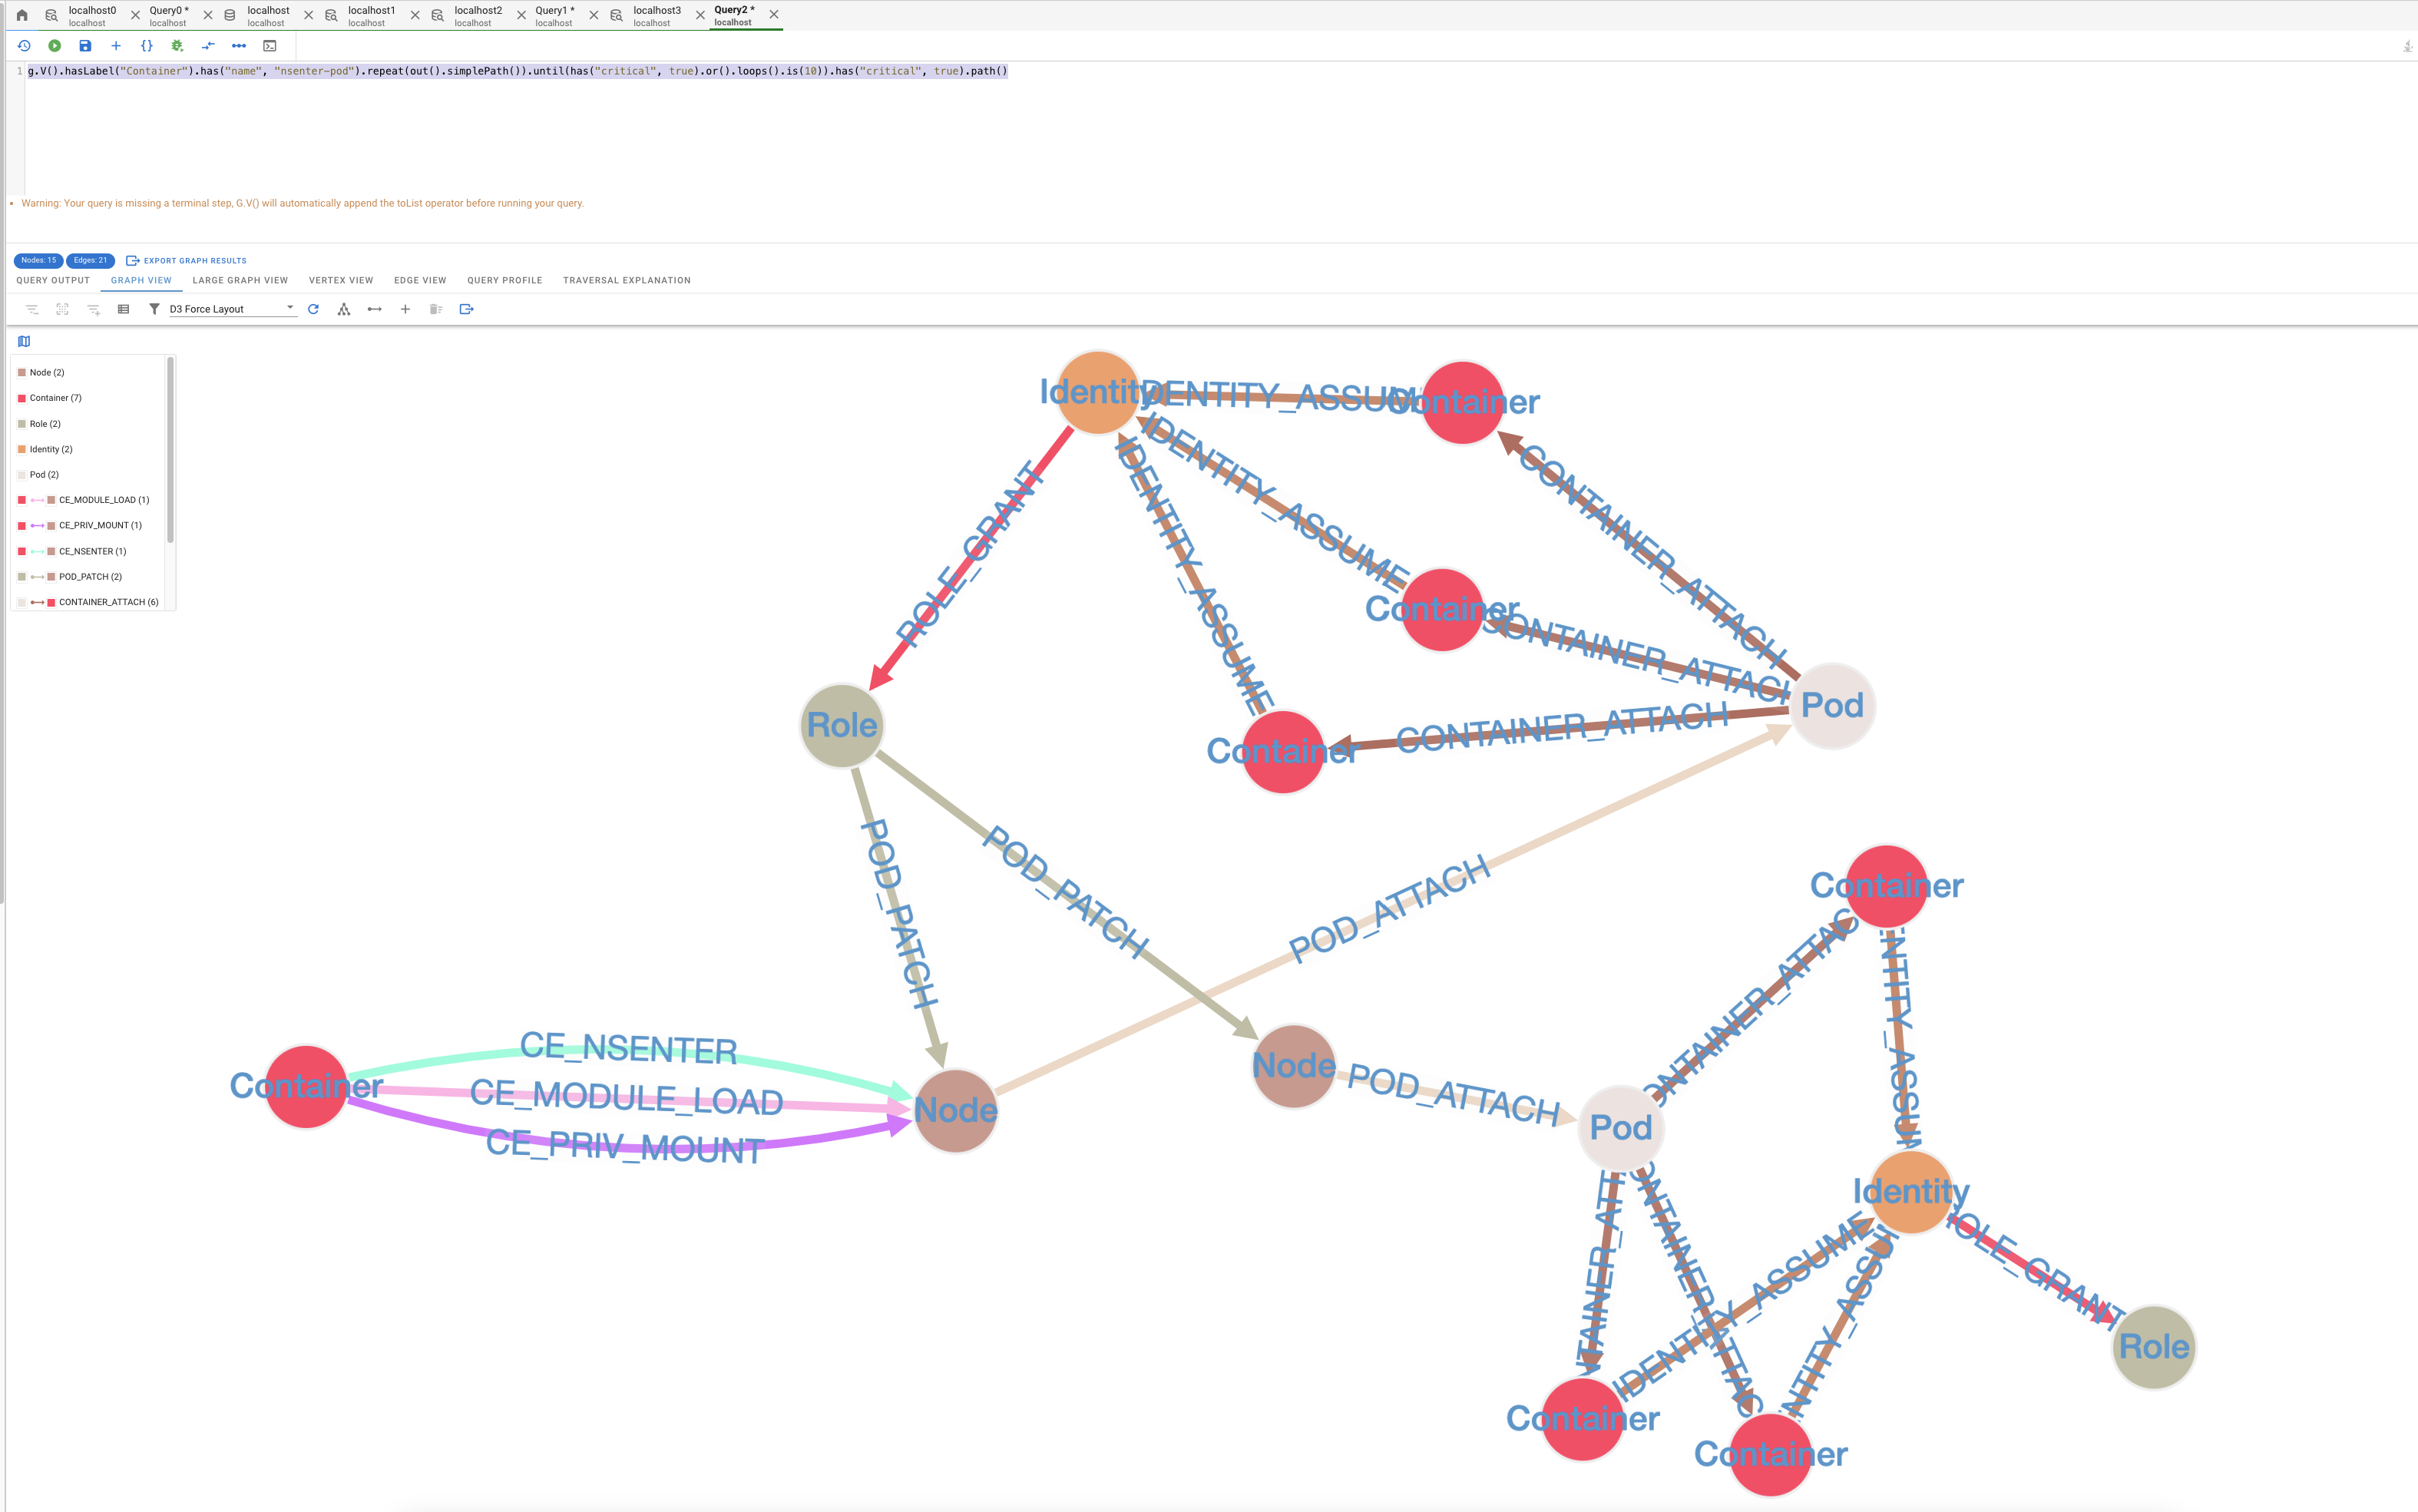 localhost0
localhost
Query0 *
localhost
localhost
localhost
localhost1
localhost
localhost2
localhost
Query1 *
localhost
localhost3
localhost
Query2 *
localhost
1 g.V().hasLabel("Container").has("name", "nsenter-pod").repeat(out().simplePath()).until(has("critical", true).or().loops().is(10)).has("critical", true).path()
Warning: Your query is missing a terminal step, G.V() will automatically append the toList operator before running your query.
Nodes: 15 Edges: 21 EXPORT GRAPH RESULTS
QUERY OUTPUT GRAPH VIEW LARGE GRAPH VIEW VERTEX VIEW EDGE VIEW QUERY PROFILE TRAVERSAL EXPLANATION
D3 Force Layout
Node (2)
Container (7)
Role (2)
Identity (2)
Pod (2)
CE_MODULE_LOAD (1)
CE_PRIV_MOUNT (1)
CE_NSENTER (1)
POD_PATCH (2)
CONTAINER_ATTACH (6)
Identity
IDENTITY_ASSUM
Container
IDENTITY_ASSUME
IDENTITY_ASSUME
ROLE_GRANT
CONTAINER_ATTACH
Container
CONTAINER_ATTACH
Pod
Role
Container
CONTAINER_ATTACH
POD_PATCH
POD_PATCH
POD_ATTACH
Container
CONTAINER_ATTAC
NTITY_ASSUM
CE_NSENTER
Container
CE_MODULE_LOAD
Node
CE_PRIV_MOUNT
Node
POD_ATTACH
Pod
Identity
ROLE_GRANT
Role
TAINER_ATT
ONTAINER_ATTAC
IDENTITY_ASSUME
NTITY_ASSU
Container
Container